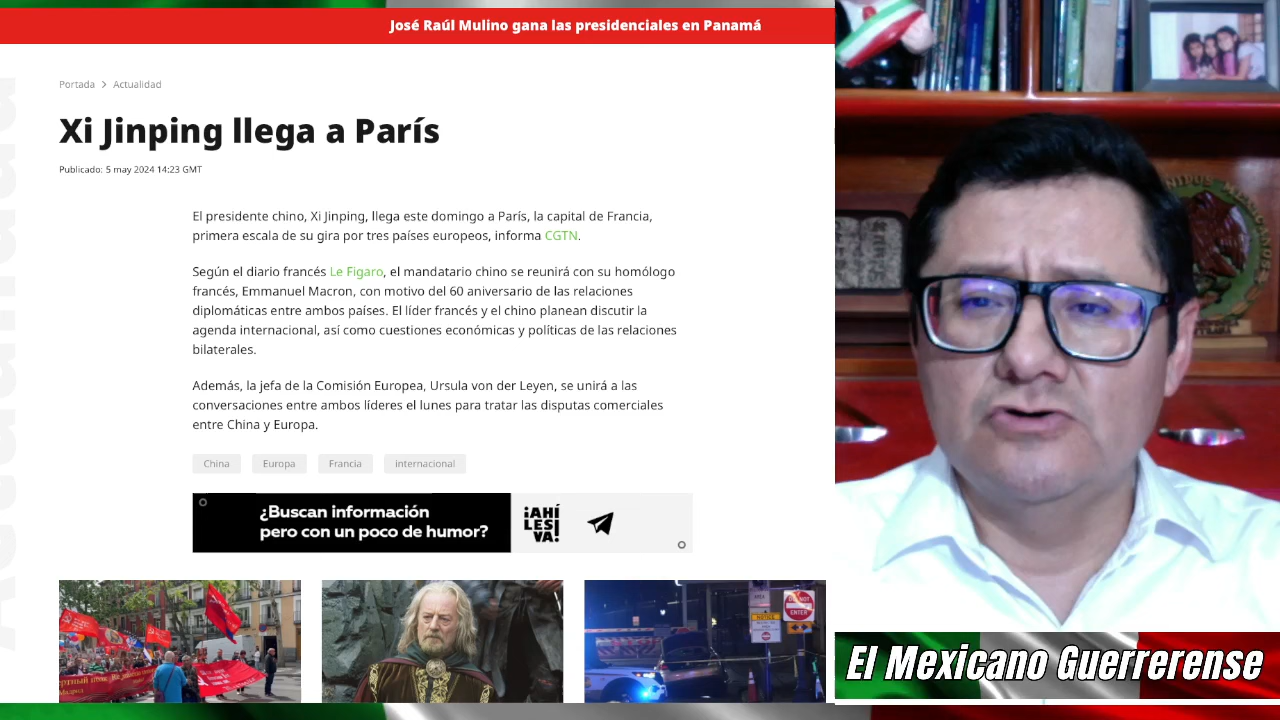 José Raúl Mulino gana las presidenciales en Panamá
Portada > Actualidad
Xi Jinping llega a París
Publicado: 5 may 2024 14:23 GMT
El presidente chino, Xi Jinping, llega este domingo a París, la capital de Francia,
primera escala de su gira por tres países europeos, informa CGTN.
Según el diario francés Le Figaro, el mandatario chino se reunirá con su homólogo
francés, Emmanuel Macron, con motivo del 60 aniversario de las relaciones
diplomáticas entre ambos países. El líder francés y el chino planean discutir la
agenda internacional, así como cuestiones económicas y políticas de las relaciones
bilaterales.
Además, la jefa de la Comisión Europea, Ursula von der Leyen, se unirá a las
conversaciones entre ambos líderes el lunes para tratar las disputas comerciales
entre China y Europa.
China Europa Francia internacional
¿Buscan información
pero con un poco de humor?
¡AHÍ
LES
VA!
DO NOT
ENTER
El Mexicano Guerrerense